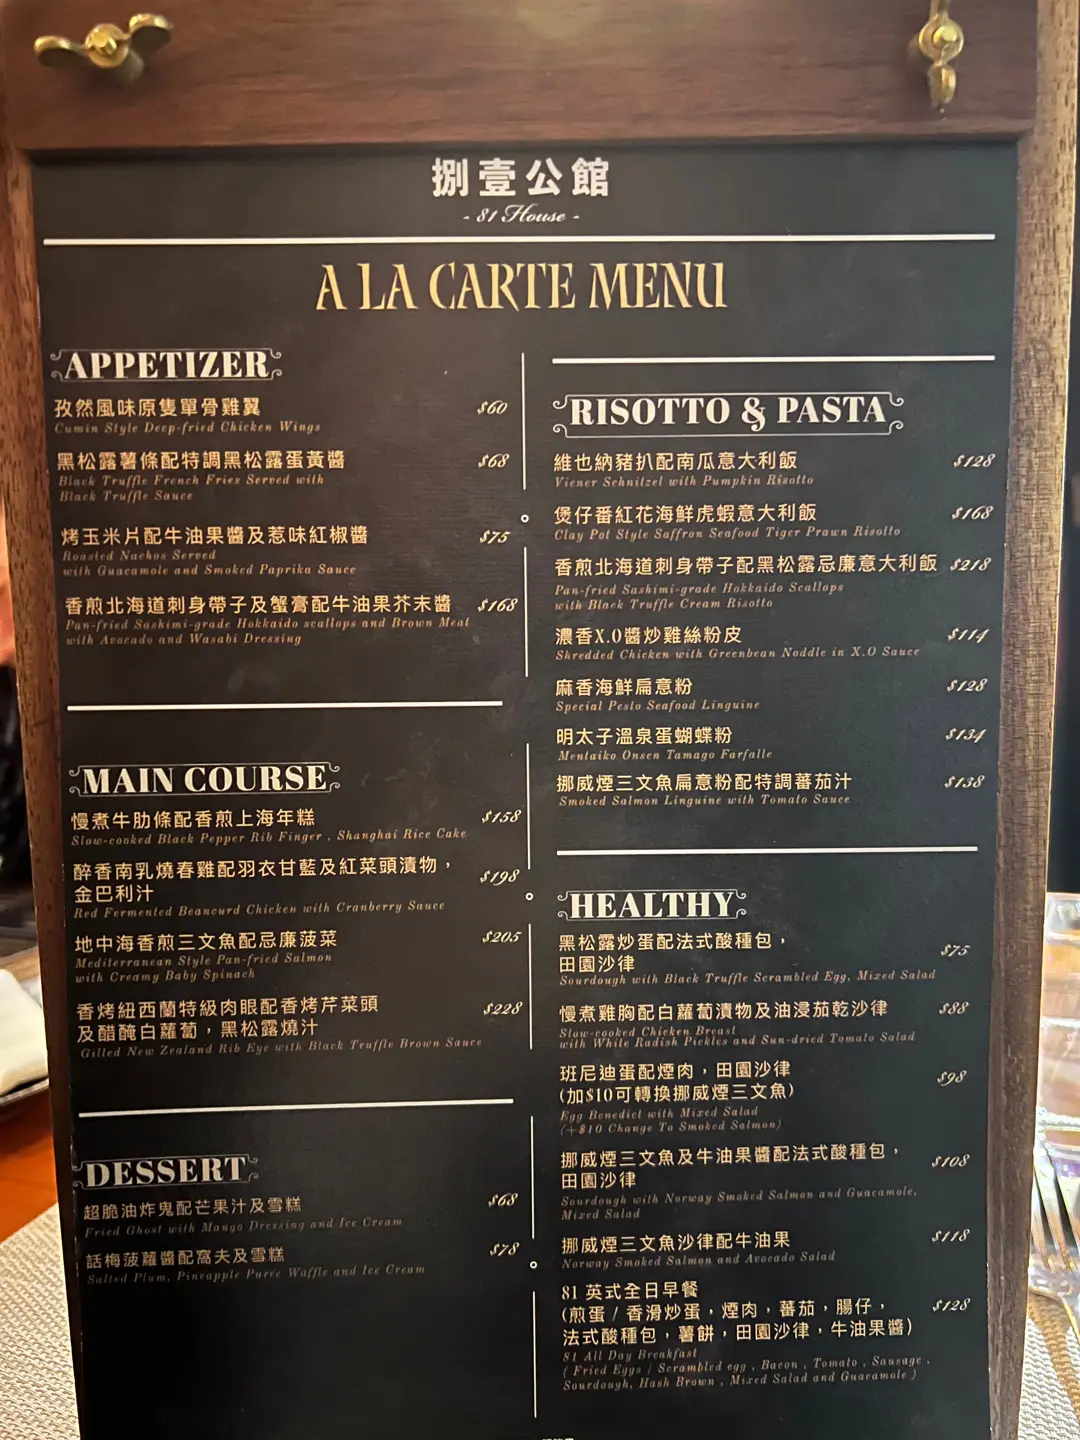 捌壹公館
- 81 House -
A LA CARTE MENU
APPETIZER
孜然風味原隻單骨雞翼 $60
Cumin Style Deep-fried Chicken Wings
黑松露薯條配特調黑松露蛋黃醬 $68
Black Truffle French Fries Served with
Black Truffle Sauce
烤玉米片配牛油果醬及惹味紅椒醬 $75
Roasted Nachos Served
with Guacamole and Smoked Paprika Sauce
香煎北海道刺身帶子及蟹膏配牛油果芥末醬 $168
Pan-fried Sashimi-grade Hokkaido scallops and Brown Meat
with Avocado and Wasabi Dressing
MAIN COURSE
慢煮牛肋條配香煎上海年糕 $158
Slow-cooked Black Pepper Rib Finger , Shanghai Rice Cake
醉香南乳燒春雞配羽衣甘藍及紅菜頭漬物，
金巴利汁 $198
Red Fermented Beancurd Chicken with Cranberry Sauce
地中海香煎三文魚配忌廉菠菜 $205
Mediterranean Style Pan-fried Salmon
with Creamy Baby Spinach
香烤紐西蘭特級肉眼配香烤芹菜頭 $228
及醋醃白蘿蔔，黑松露燒汁
Gilled New Zealand Rib Eye with Black Truffle Brown Sauce
DESSERT
超脆油炸鬼配芒果汁及雪糕 $68
Fried Ghost with Mango Dressing and Ice Cream
話梅菠蘿醬配窩夫及雪糕 $78
Salted Plum, Pineapple Purée Waffle and Ice Cream
RISOTTO & PASTA
維也納豬扒配南瓜意大利飯 $128
Viener Schnitzel with Pumpkin Risotto
煲仔番紅花海鮮虎蝦意大利飯 $168
Clay Pot Style Saffron Seafood Tiger Prawn Risotto
香煎北海道刺身帶子配黑松露忌廉意大利飯 $218
Pan-fried Sashimi-grade Hokkaido Scallops
with Black Truffle Cream Risotto
濃香X.O醬炒雞絲粉皮 $114
Shredded Chicken with Greenbean Noddle in X.O Sauce
麻香海鮮扁意粉 $128
Special Pesto Seafood Linguine
明太子溫泉蛋蝴蝶粉 $134
Mentaiko Onsen Tamago Farfalle
挪威煙三文魚扁意粉配特調蕃茄汁 $138
Smoked Salmon Linguine with Tomato Sauce
HEALTHY
黑松露炒蛋配法式酸種包，
田園沙律 $75
Sourdough with Black Truffle Scrambled Egg, Mixed Salad
慢煮雞胸配白蘿蔔漬物及油浸茄乾沙律 $88
Slow-cooked Chicken Breast
with White Radish Pickles and Sun-dried Tomato Salad
班尼迪蛋配煙肉，田園沙律 $98
(加$10可轉換挪威煙三文魚)
Egg Benedict with Mixed Salad
(+$10 Change To Smoked Salmon)
挪威煙三文魚及牛油果醬配法式酸種包， $108
田園沙律
Sourdough with Norway Smoked Salmon and Guacamole,
Mixed Salad
挪威煙三文魚沙律配牛油果 $118
Norway Smoked Salmon and Avocado Salad
81 英式全日早餐
(煎蛋 / 香滑炒蛋，煙肉，蕃茄，腸仔， $128
法式酸種包，薯餅，田園沙律，牛油果醬)
81 All Day Breakfast
( Fried Eggs / Scrambled egg , Bacon , Tomato , Sausage ,
Sourdough, Hash Brown , Mixed Salad and Guacamole )